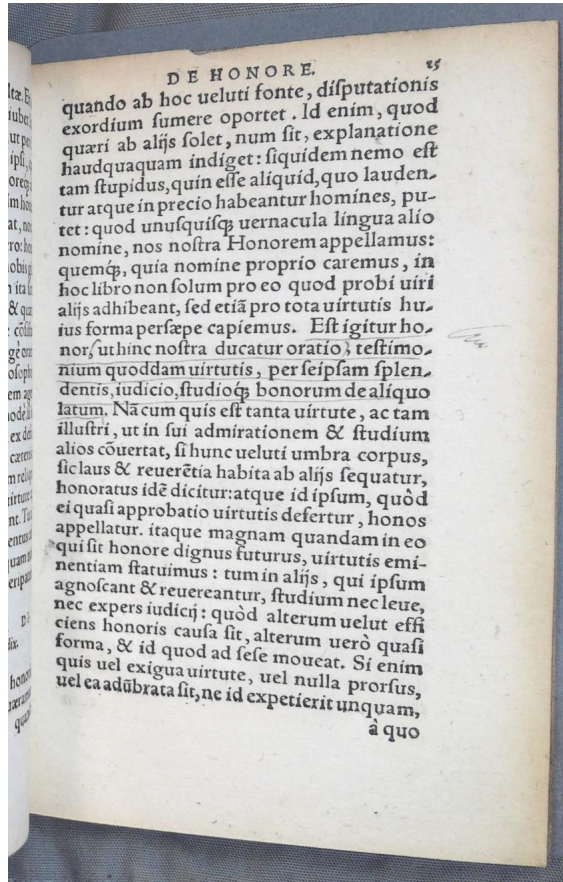 DE HONORE. 25
quando ab hoc ueluti fonte, disputationis
exordium sumere oportet. Id enim, quod
quæri ab alijs solet, num sit, explanatione
haudquaquam indiget: siquidem nemo est
tam stupidus, quin esse aliquid, quo lauden-
tur atque in precio habeantur homines, pu-
tet: quod unusquisq; uernacula lingua alio
nomine, nos nostra Honorem appellamus:
quemq́;, quia nomine proprio caremus, in
hoc libro non solum pro eo quod probi uiri
alijs adhibeant, sed etiã pro tota uirtutis hu-
ius forma persæpe capiemus. Est igitur ho-
nor, ut hinc nostra ducatur oratio, testimo-
nium quoddam uirtutis, per seipsam splen-
dentis, iudicio, studioq́; bonorum de aliquo
latum. Nã cum quis est tanta uirtute, ac tam
illustri, ut in sui admirationem & studium
alios cõuertat, si hunc ueluti umbra corpus,
sic laus & reuerẽtia habita ab alijs sequatur,
honoratus idẽ dicitur: atque id ipsum, quòd
ei quasi approbatio uirtutis defertur, honos
appellatur. itaque magnam quandam in eo
qui sit honore dignus futurus, uirtutis emi-
nentiam statuimus: tum in alijs, qui ipsum
agnoscant & reuereantur, studium nec leue,
nec expers iudicij: quòd alterum uelut effi
ciens honoris causa sit, alterum uerò quasi
forma, & id quod ad sese moueat. Si enim
quis uel exigua uirtute, uel nulla prorsus,
uel ea adũbrata sit, ne id expetierit unquam,
à quo